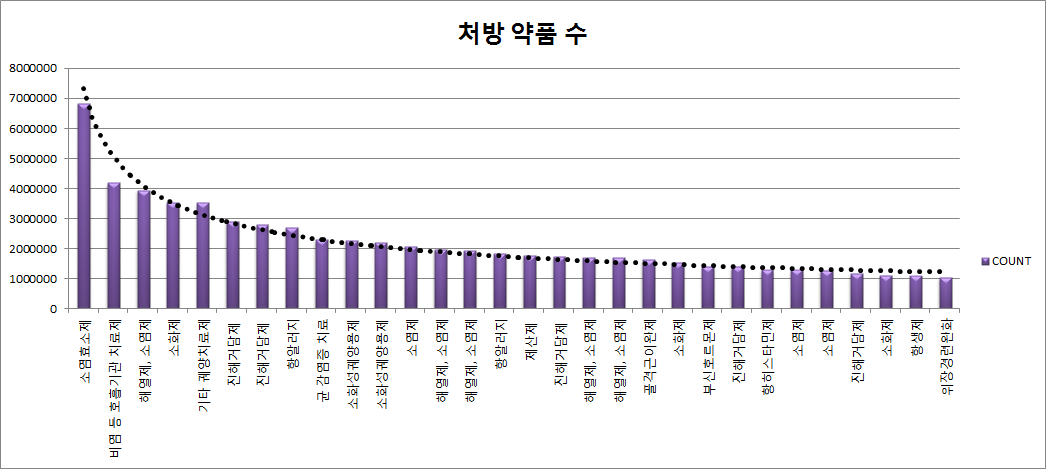 처방 약품 수
8000000
7000000
6000000
5000000
4000000
3000000
2000000
1000000
0
COUNT
소염효소제
비염 등 호흡기관 치료제
해열제, 소염제
소화제
기타 궤양치료제
진해거담제
진해거담제
항알러지
균 감염증 치료
소화성궤양용제
소화성궤양용제
소염제
해열제, 소염제
해열제, 소염제
항알러지
제산제
진해거담제
해열제, 소염제
해열제, 소염제
골격근이완제
소화제
부신호르몬제
진해거담제
항히스타민제
소염제
소염제
진해거담제
소화제
항생제
위장경련완화